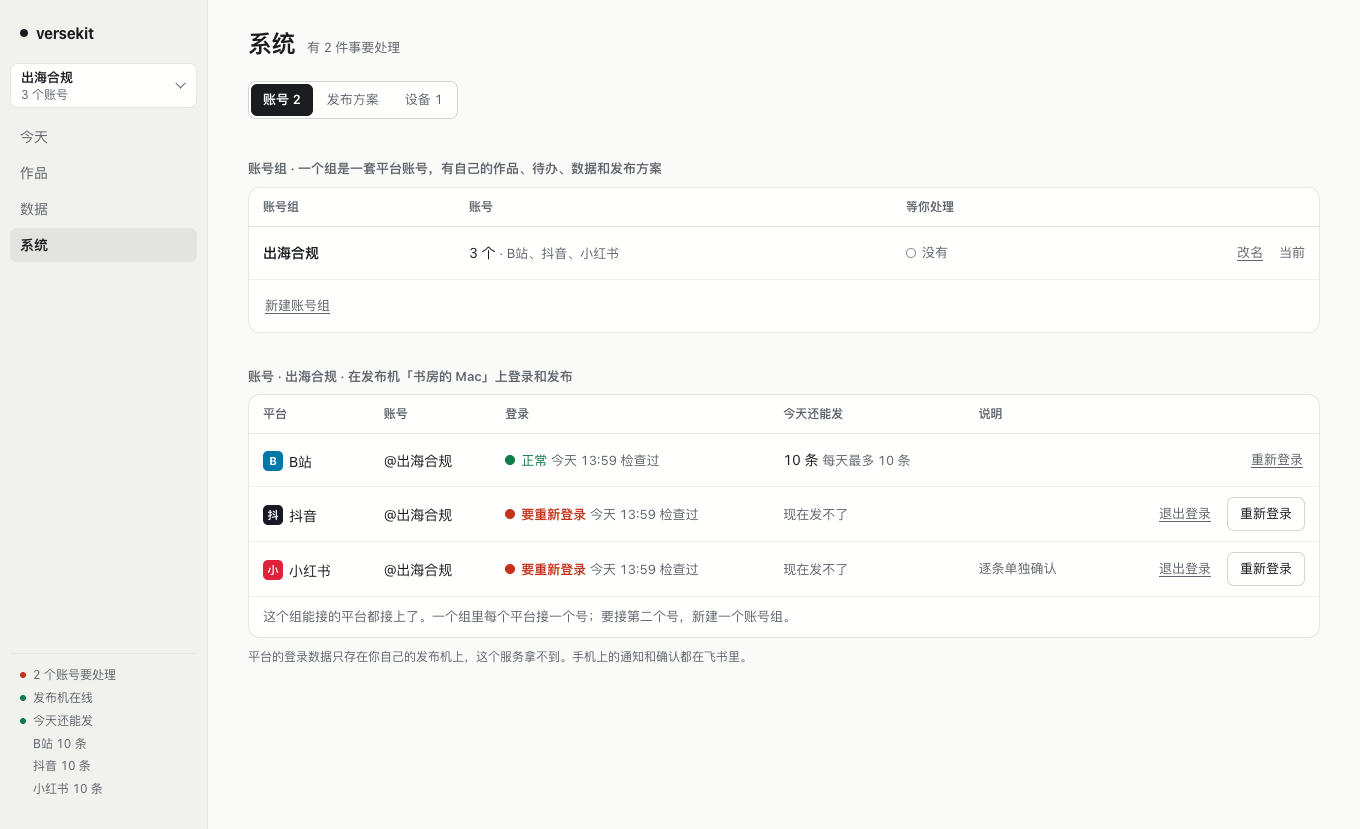 versekit
出海合规
3 个账号
今天
作品
数据
系统
2 个账号要处理
发布机在线
今天还能发
B站 10 条
抖音 10 条
小红书 10 条
系统 有 2 件事要处理
账号 2 发布方案 设备 1
账号组 · 一个组是一套平台账号，有自己的作品、待办、数据和发布方案
账号组 账号 等你处理
出海合规 3 个 · B站、抖音、小红书 没有 改名 当前
新建账号组
账号 · 出海合规 · 在发布机「书房的 Mac」上登录和发布
平台 账号 登录 今天还能发 说明
B B站 @出海合规 正常 今天 13:59 检查过 10 条 每天最多 10 条 重新登录
抖 抖音 @出海合规 要重新登录 今天 13:59 检查过 现在发不了 退出登录 重新登录
小 小红书 @出海合规 要重新登录 今天 13:59 检查过 现在发不了 逐条单独确认 退出登录 重新登录
这个组能接的平台都接上了。一个组里每个平台接一个号；要接第二个号，新建一个账号组。
平台的登录数据只存在你自己的发布机上，这个服务拿不到。手机上的通知和确认都在飞书里。